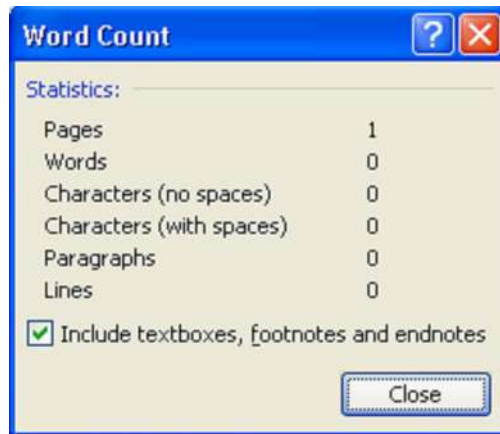 Word Count
Statistics:
Pages 1
Words 0
Characters (no spaces) 0
Characters (with spaces) 0
Paragraphs 0
Lines 0
Include textboxes, footnotes and endnotes
Close